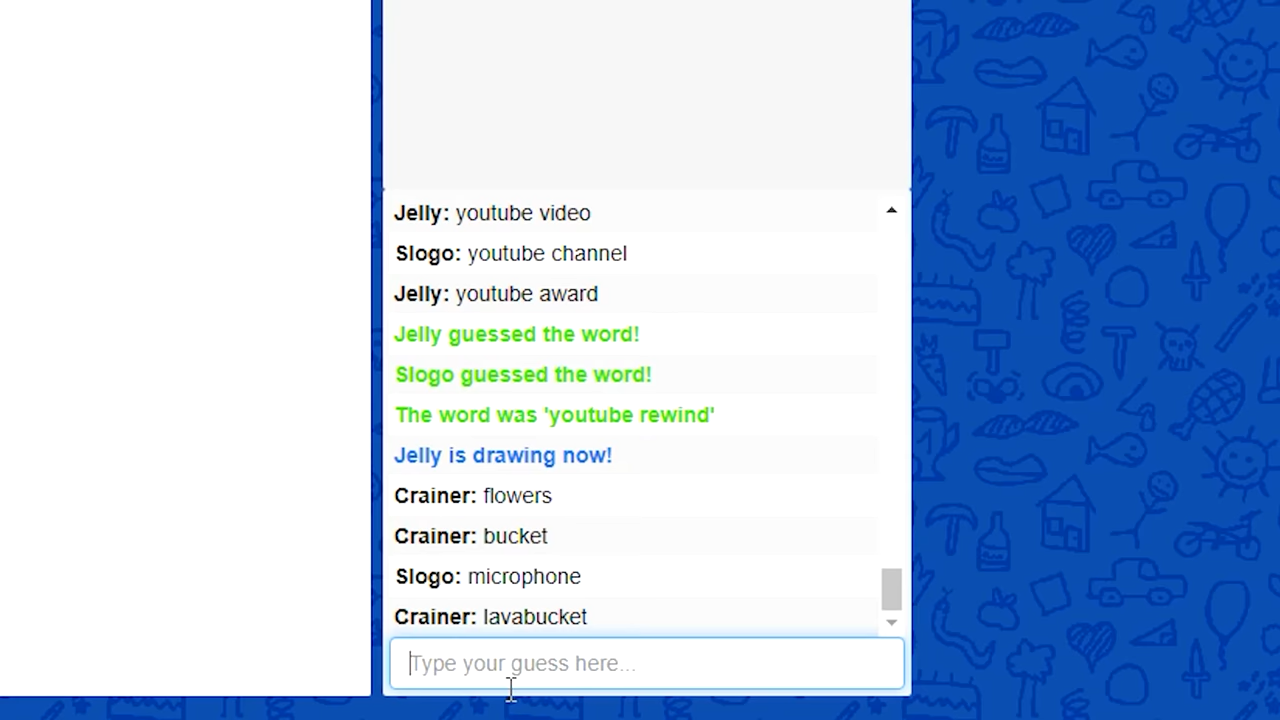 Jelly: youtube video
Slogo: youtube channel
Jelly: youtube award
Jelly guessed the word!
Slogo guessed the word!
The word was 'youtube rewind'
Jelly is drawing now!
Crainer: flowers
Crainer: bucket
Slogo: microphone
Crainer: lavabucket
Type your guess here...